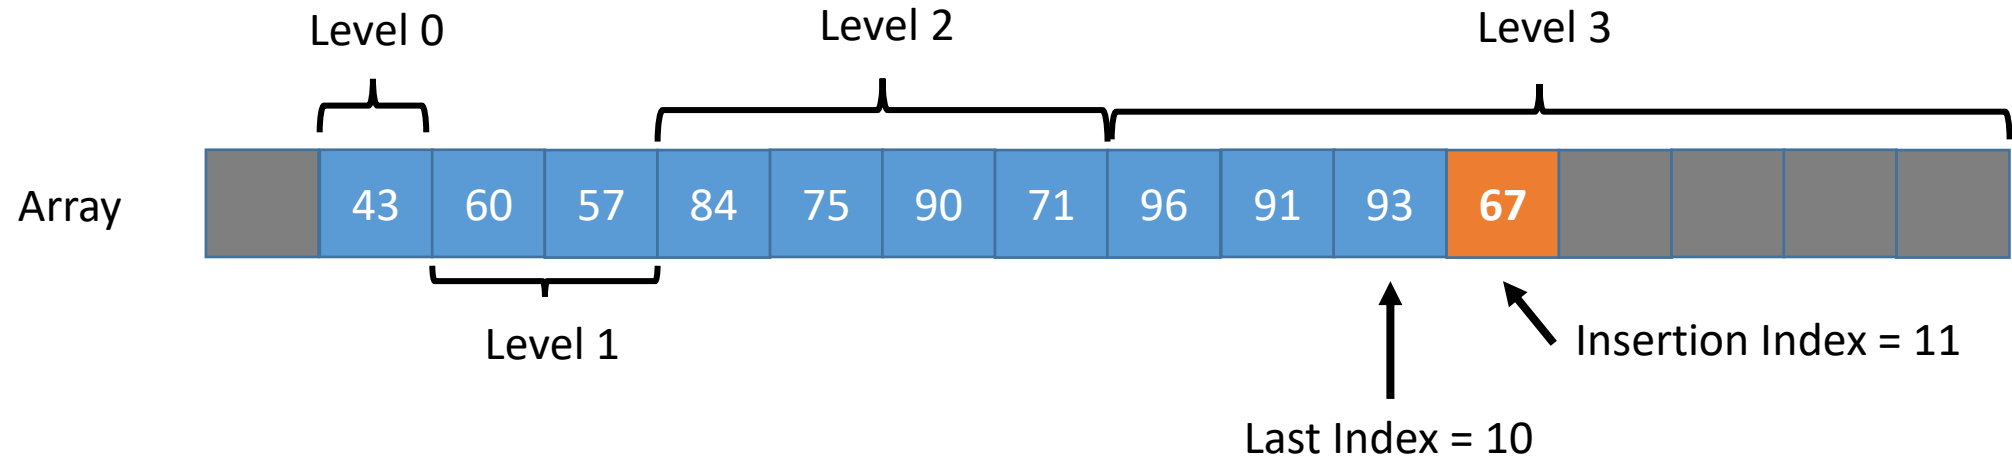 Level 0
Level 2
Level 3
Array 43 60 57 84 75 90 71 96 91 93 67
Level 1
Insertion Index = 11
Last Index = 10